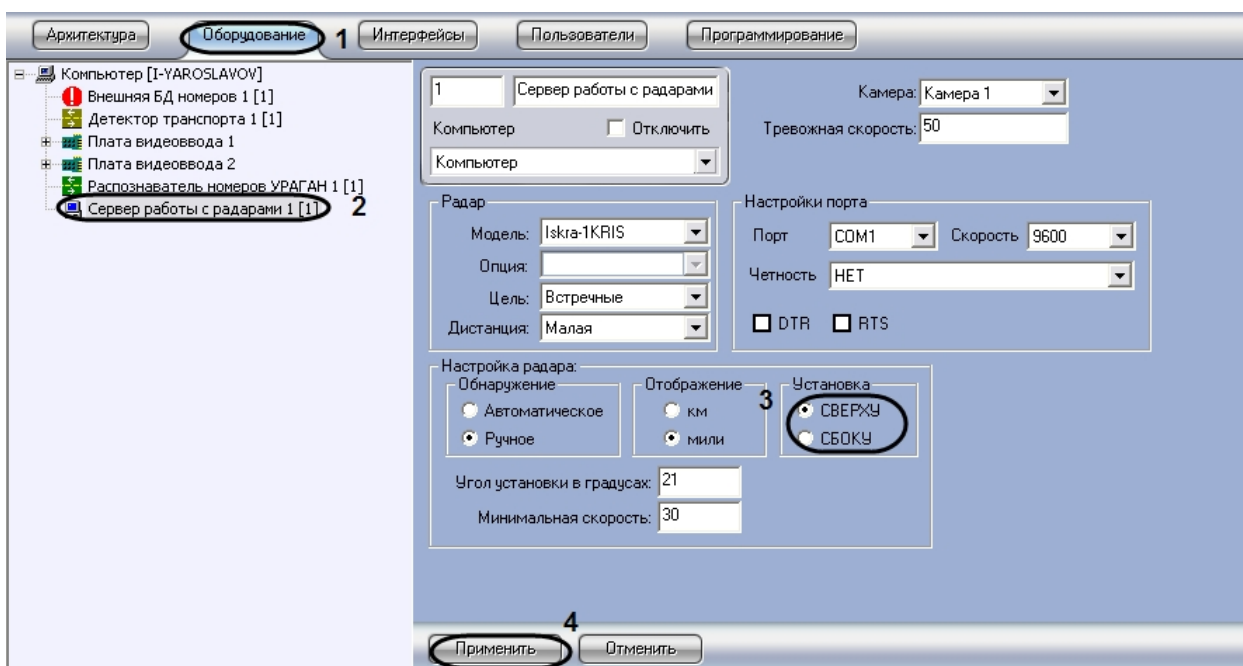 Архитектура Оборудование 1 Интерфейсы Пользователи Программирование
Компьютер [I-YAROSLAVOV]
Внешняя БД номеров 1 [1]
Детектор транспорта 1 [1]
Плата видеоввода 1
Плата видеоввода 2
Распознаватель номеров УРАГАН 1 [1]
Сервер работы с радарами 1 [1] 2
1 Сервер работы с радарами
Компьютер Отключить
Компьютер
Камера: Камера 1
Тревожная скорость: 50
Радар
Модель: Iskra-1KRIS
Опция:
Цель: Встречные
Дистанция: Малая
Настройки порта
Порт COM1 Скорость 9600
Четность НЕТ
DTR RTS
Настройка радара:
Обнаружение
Автоматическое
Ручное
Отображение
км
мили
3 Установка
СВЕРХУ
СБОКУ
Угол установки в градусах: 21
Минимальная скорость: 30
4
Применить Отменить